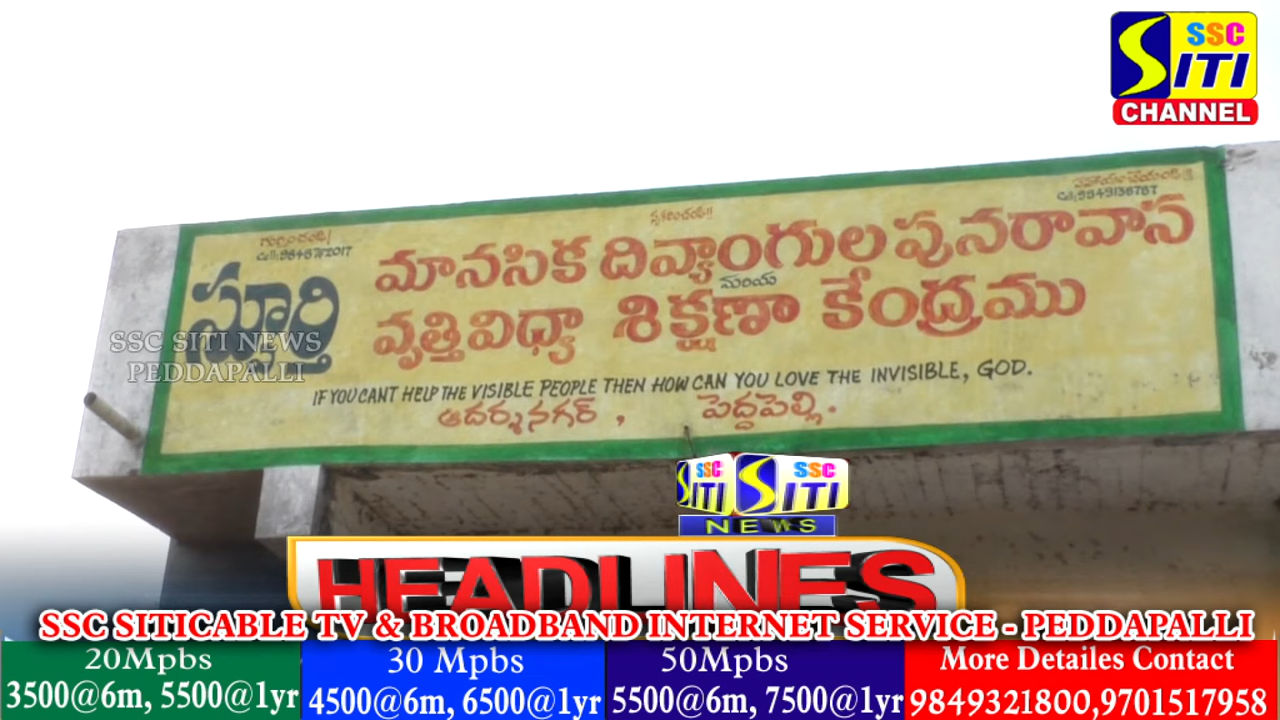 SSC
SITI
CHANNEL
స్ఫూర్తి
మానసిక దివ్యాంగుల పునరావాస
మరియు
వృత్తివిధ్యా శిక్షణా కేంద్రము
IF YOU CANT HELP THE VISIBLE PEOPLE THEN HOW CAN YOU LOVE THE INVISIBLE, GOD.
ఆదర్శనగర్, పెద్దపెల్లి.
SSC SITI NEWS
PEDDAPALLI
SSC SITI SSC SITI
NEWS
HEADLINES
SSC SITICABLE TV & BROADBAND INTERNET SERVICE - PEDDAPALLI
20Mpbs 30 Mpbs 50Mpbs More Detailes Contact
3500@6m, 5500@1yr 4500@6m, 6500@1yr 5500@6m, 7500@1yr 9849321800,9701517958